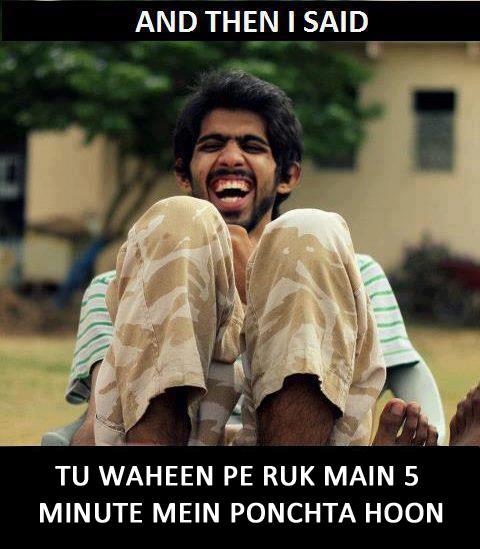 AND THEN I SAID
TU WAHEEN PE RUK MAIN 5
MINUTE MEIN PONCHTA HOON